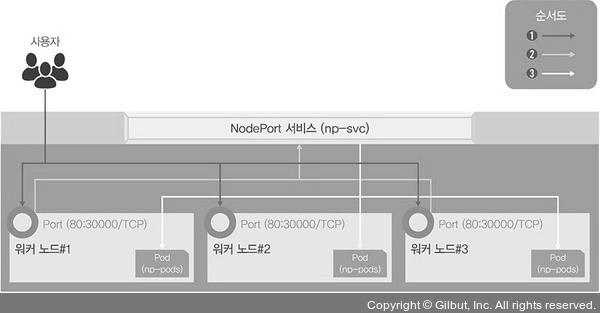 순서도
1
2
3
사용자
NodePort 서비스 (np-svc)
Port (80:30000/TCP)
워커 노드#1
Pod
(np-pods)
Port (80:30000/TCP)
워커 노드#2
Pod
(np-pods)
Port (80:30000/TCP)
워커 노드#3
Pod
(np-pods)
Copyright © Gilbut, Inc. All rights reserved.